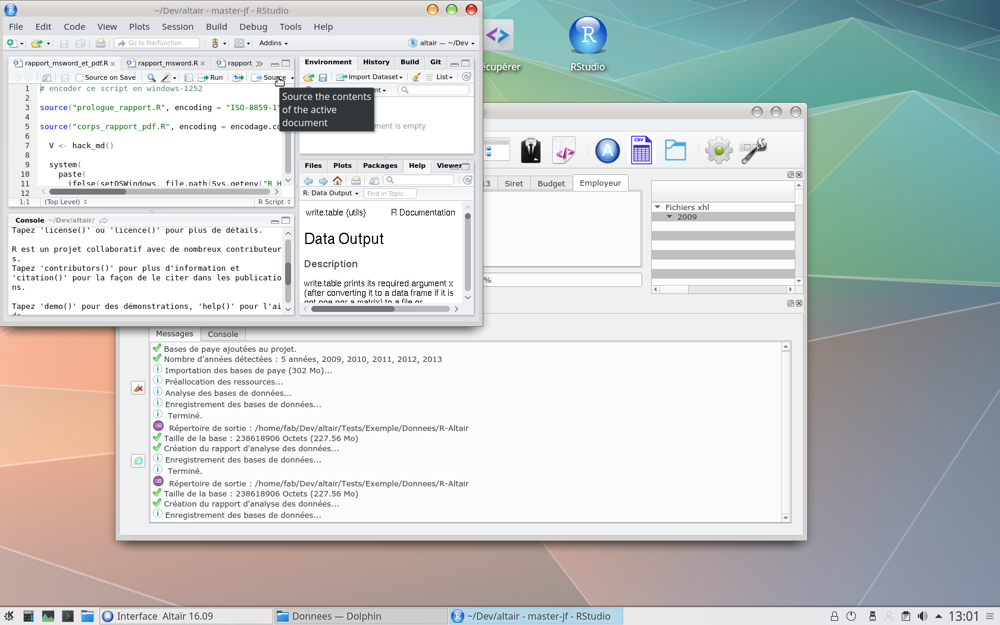 ~/Dev/altair - master-jf - RStudio
File Edit Code View Plots Session Build Debug Tools Help
Go to file/function
Addins
altair — ~/Dev
rapport_msword_et_pdf.R
rapport_msword.R
rapport_
Source on Save
Run
Source
1 # encoder ce script en windows-1252
2
3 source("prologue_rapport.R", encoding = "ISO-8859-1"
4
5 source("corps_rapport_pdf.R", encoding = encodage.co
6
7 V <- hack_md()
8
9 system(
10 paste(
11 ifelse(setOSWindows, file.path(Sys.getenv("R_H
12
1:1 (Top Level) R Script
Source the contents
of the active
document
Environment History Build Git
Import Dataset
List
nt
ment is empty
Console ~/Dev/altair/
Tapez 'license()' ou 'licence()' pour plus de détails.
R est un projet collaboratif avec de nombreux contributeur
s.
Tapez 'contributors()' pour plus d'information et
'citation()' pour la façon de le citer dans les publicatio
ns.
Tapez 'demo()' pour des démonstrations, 'help()' pour l'ai
de
Files Plots Packages Help Viewer
R: Data Output
Find in Topic
write.table {utils} R Documentation
Data Output
Description
write.table prints its required argument x
(after converting it to a data frame if it is
not one nor a matrix) to a file or
écupérer
RStudio
9
CSV
13 Siret Budget Employeur
%
Fichiers xhl
2009
Messages Console
Bases de paye ajoutées au projet.
Nombre d'années détectées : 5 années, 2009, 2010, 2011, 2012, 2013
Importation des bases de paye (302 Mo)...
Préallocation des ressources...
Analyse des bases de données...
Enregistrement des bases de données...
Terminé.
Répertoire de sortie : /home/fab/Dev/altair/Tests/Exemple/Donnees/R-Altair
Taille de la base : 238618906 Octets (227.56 Mo)
Création du rapport d'analyse des données...
Enregistrement des bases de données...
Terminé.
Répertoire de sortie : /home/fab/Dev/altair/Tests/Exemple/Donnees/R-Altair
Taille de la base : 238618906 Octets (227.56 Mo)
Création du rapport d'analyse des données...
Enregistrement des bases de données...
Interface Altaïr 16.09
Donnees — Dolphin
~/Dev/altair - master-jf - RStudio
13:01